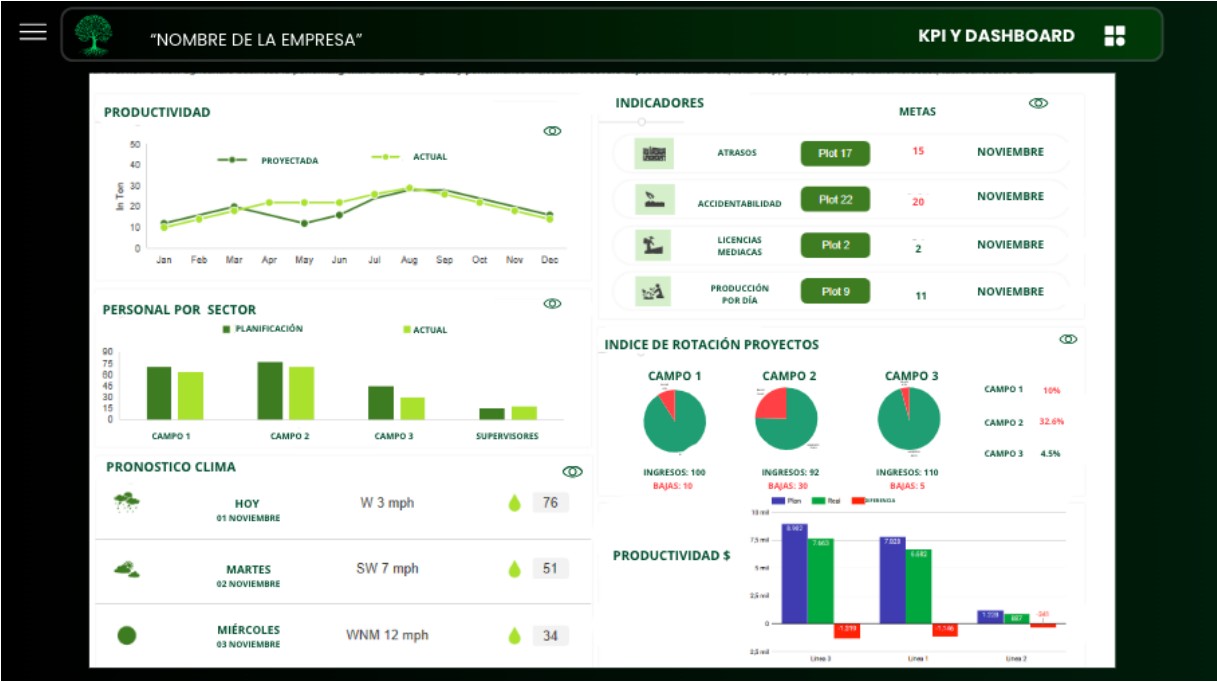 “NOMBRE DE LA EMPRESA”
KPI Y DASHBOARD
PRODUCTIVIDAD
PROYECTADA
ACTUAL
In Ton
50
40
30
20
10
0
Jan Feb Mar Apr May Jun Jul Aug Sep Oct Nov Dec
PERSONAL POR SECTOR
PLANIFICACIÓN
ACTUAL
90
75
60
45
30
15
0
CAMPO 1
CAMPO 2
CAMPO 3
SUPERVISORES
PRONOSTICO CLIMA
HOY
01 NOVIEMBRE
W 3 mph
76
MARTES
02 NOVIEMBRE
SW 7 mph
51
MIÉRCOLES
03 NOVIEMBRE
WNM 12 mph
34
INDICADORES
METAS
ATRASOS
Plot 17
15
NOVIEMBRE
ACCIDENTABILIDAD
Plot 22
20
NOVIEMBRE
LICENCIAS
MEDIACAS
Plot 2
2
NOVIEMBRE
PRODUCCIÓN
POR DÍA
Plot 9
11
NOVIEMBRE
INDICE DE ROTACIÓN PROYECTOS
CAMPO 1
CAMPO 2
CAMPO 3
INGRESOS: 100
BAJAS: 10
INGRESOS: 92
BAJAS: 30
INGRESOS: 110
BAJAS: 5
CAMPO 1 10%
CAMPO 2 32.6%
CAMPO 3 4.5%
PRODUCTIVIDAD $
Plan
Real
DIFERENCIA
10 mil
7,5 mil
5 mil
2,5 mil
0
2,5 mil
7.663
6.682
-341
Línea 3
Línea 1
Línea 2